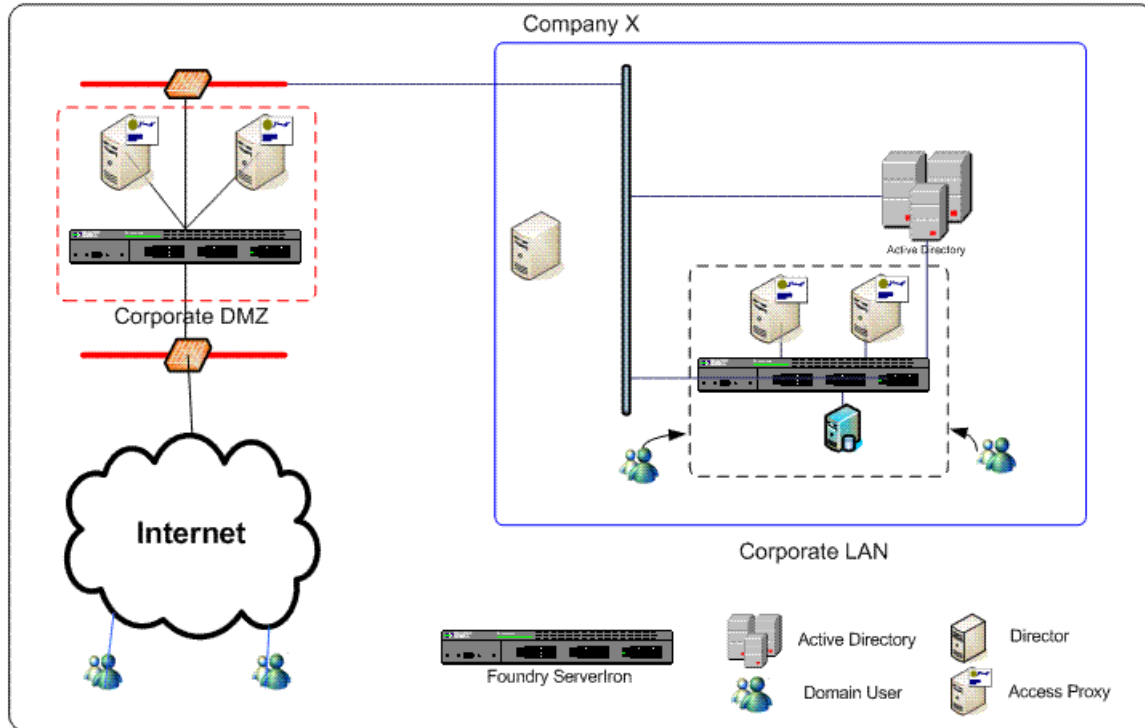 Company X
Active Directory
Corporate DMZ
Internet
Corporate LAN
Foundry ServerIron
Active Directory
Director
Domain User
Access Proxy